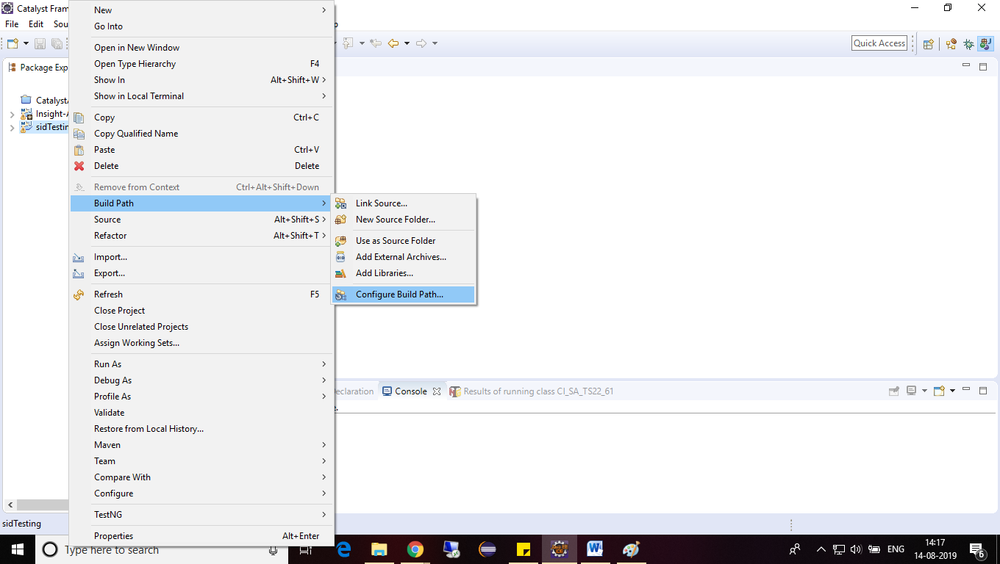 Catalyst Fram
File Edit Sou
Quick Access
Package Exp
Catalyst
Insight-
sidTestin
New
Go Into
Open in New Window
Open Type Hierarchy F4
Show In Alt+Shift+W
Show in Local Terminal
Copy Ctrl+C
Copy Qualified Name
Paste Ctrl+V
Delete Delete
Remove from Context Ctrl+Alt+Shift+Down
Build Path
Source Alt+Shift+S
Refactor Alt+Shift+T
Import...
Export...
Refresh F5
Close Project
Close Unrelated Projects
Assign Working Sets...
Run As
Debug As
Profile As
Validate
Restore from Local History...
Maven
Team
Compare With
Configure
TestNG
Properties Alt+Enter
Link Source...
New Source Folder...
Use as Source Folder
Add External Archives...
Add Libraries...
Configure Build Path...
eclaration Console Results of running class CI_SA_TS22_61
sidTesting
Type here to search
ENG
14:17
14-08-2019
6